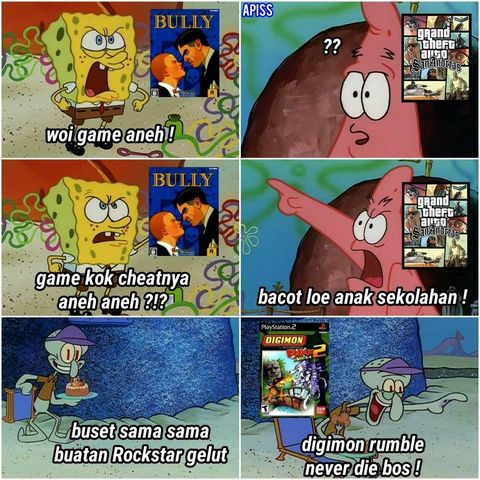 BULLY
woi game aneh !
APISS
??
grand
theft
auto
San Andreas
BULLY
game kok cheatnya
aneh aneh ?!?
grand
theft
auto
San Andreas
bacot loe anak sekolahan !
buset sama sama
buatan Rockstar gelut
PlayStation 2
DIGIMON
2
digimon rumble
never die bos !